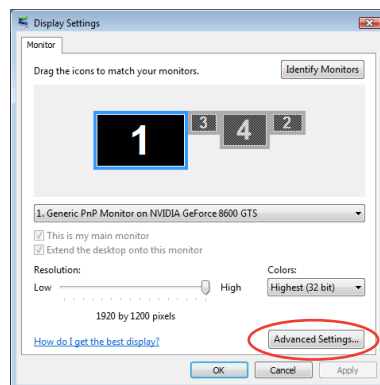 Display Settings
Monitor
Drag the icons to match your monitors.
Identify Monitors
1
3
4
2
1. Generic PnP Monitor on NVIDIA GeForce 8600 GTS
This is my main monitor
Extend the desktop onto this monitor
Resolution:
Colors:
Low
High
Highest (32 bit)
1920 by 1200 pixels
How do I get the best display?
Advanced Settings...
OK
Cancel
Apply